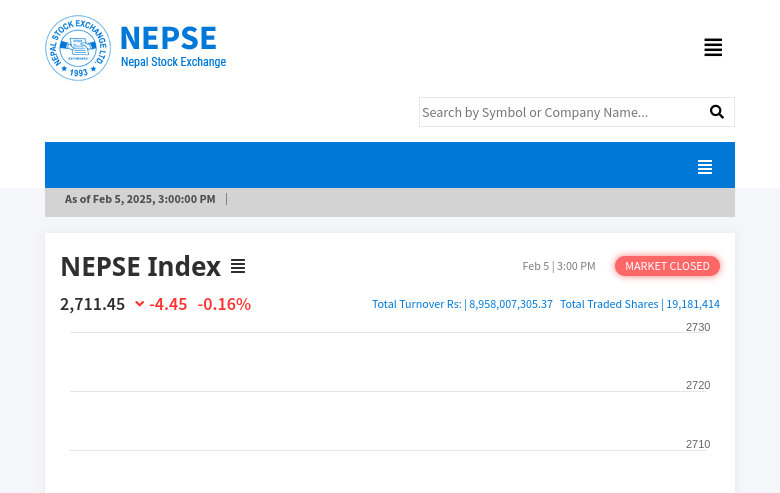 NEPAL STOCK EXCHANGE LTD
1993
NEPSE
Nepal Stock Exchange
Search by Symbol or Company Name...
As of Feb 5, 2025, 3:00:00 PM |
NEPSE Index
Feb 5 | 3:00 PM
MARKET CLOSED
2,711.45 -4.45 -0.16%
Total Turnover Rs: | 8,958,007,305.37 Total Traded Shares | 19,181,414
2730
2720
2710